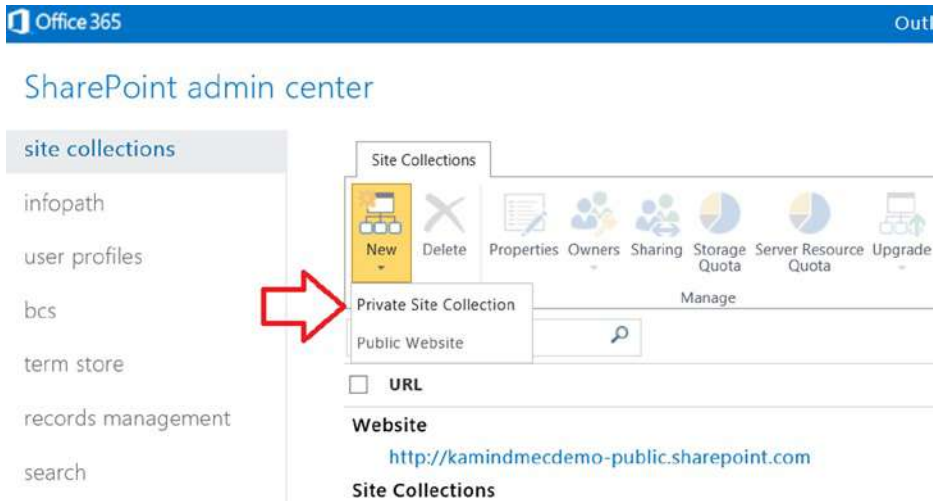 Office 365
Outl
SharePoint admin center
site collections
infopath
user profiles
bcs
term store
records management
search
Site Collections
New
Delete
Properties
Owners
Sharing
Storage
Quota
Server Resource
Quota
Upgrade
Manage
Private Site Collection
Public Website
URL
Website
http://kamindmecdemo-public.sharepoint.com
Site Collections